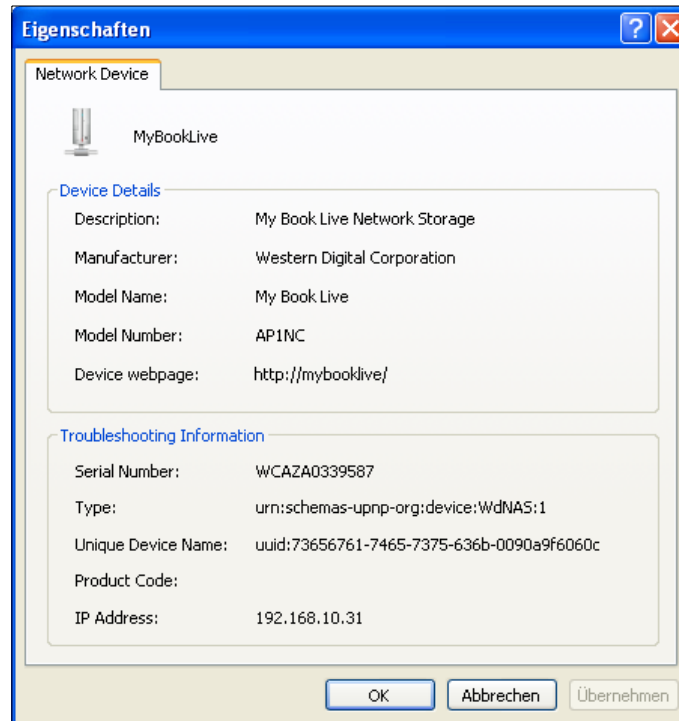 Eigenschaften
Network Device
MyBookLive
Device Details
Description: My Book Live Network Storage
Manufacturer: Western Digital Corporation
Model Name: My Book Live
Model Number: AP1NC
Device webpage: http://mybooklive/
Troubleshooting Information
Serial Number: WCAZA0339587
Type: urn:schemas-upnp-org:device:WdNAS:1
Unique Device Name: uuid:73656761-7465-7375-636b-0090a9f6060c
Product Code:
IP Address: 192.168.10.31
OK Abbrechen Übernehmen